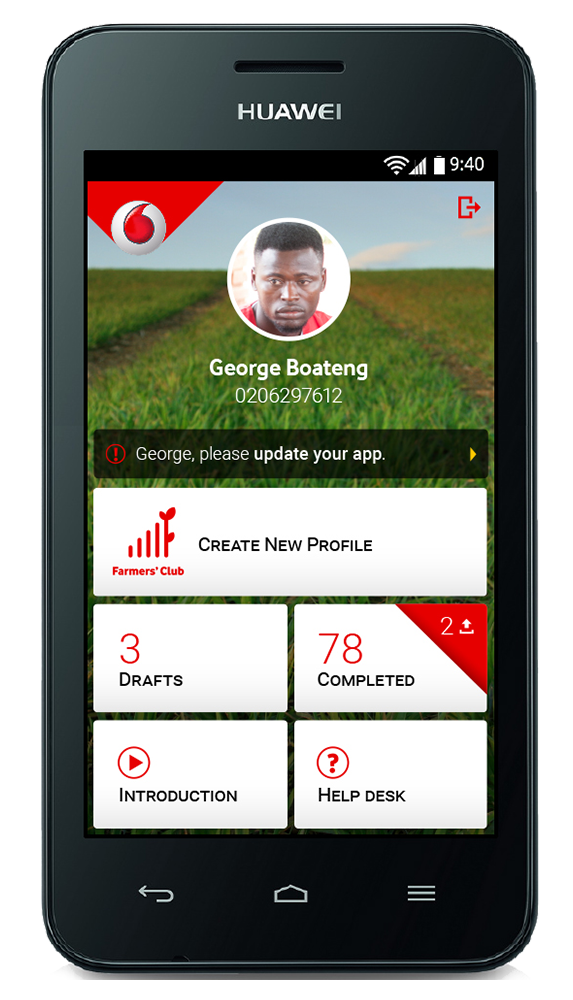 HUAWEI
9:40
George Boateng
0206297612
George, please update your app.
Farmers' Club
Create New Profile
3
Drafts
2
78
Completed
Introduction
?
Help desk